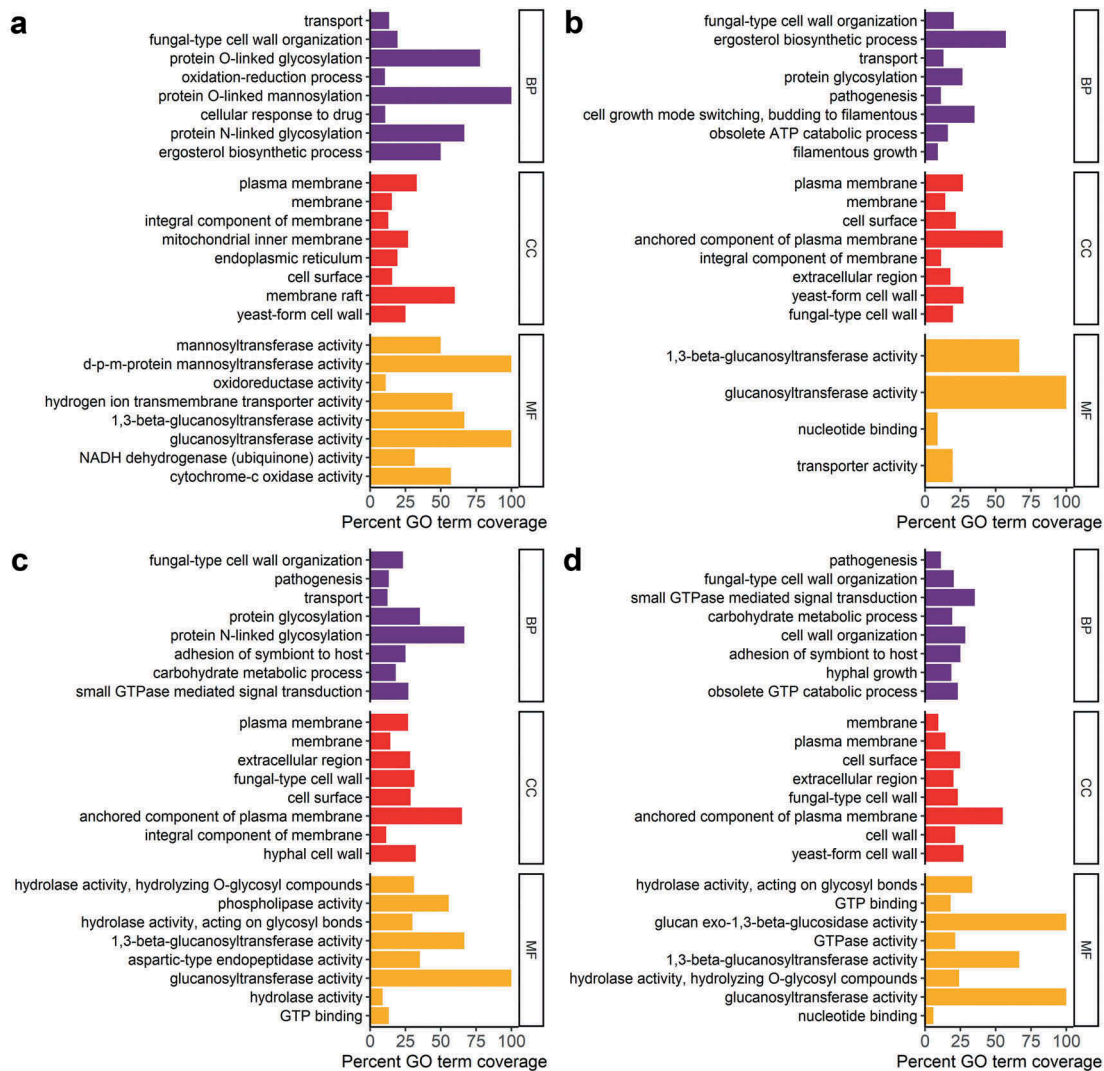 a
transport
fungal-type cell wall organization
protein O-linked glycosylation
oxidation-reduction process
protein O-linked mannosylation
cellular response to drug
protein N-linked glycosylation
ergosterol biosynthetic process
BP
plasma membrane
membrane
integral component of membrane
mitochondrial inner membrane
endoplasmic reticulum
cell surface
membrane raft
yeast-form cell wall
CC
mannosyltransferase activity
d-p-m-protein mannosyltransferase activity
oxidoreductase activity
hydrogen ion transmembrane transporter activity
1,3-beta-glucanosyltransferase activity
glucanosyltransferase activity
NADH dehydrogenase (ubiquinone) activity
cytochrome-c oxidase activity
MF
0 25 50 75 100
Percent GO term coverage
b
fungal-type cell wall organization
ergosterol biosynthetic process
transport
protein glycosylation
pathogenesis
cell growth mode switching, budding to filamentous
obsolete ATP catabolic process
filamentous growth
BP
plasma membrane
membrane
cell surface
anchored component of plasma membrane
integral component of membrane
extracellular region
yeast-form cell wall
fungal-type cell wall
CC
1,3-beta-glucanosyltransferase activity
glucanosyltransferase activity
nucleotide binding
transporter activity
MF
0 25 50 75 100
Percent GO term coverage
c
fungal-type cell wall organization
pathogenesis
transport
protein glycosylation
protein N-linked glycosylation
adhesion of symbiont to host
carbohydrate metabolic process
small GTPase mediated signal transduction
BP
plasma membrane
membrane
extracellular region
fungal-type cell wall
cell surface
anchored component of plasma membrane
integral component of membrane
hyphal cell wall
CC
hydrolase activity, hydrolyzing O-glycosyl compounds
phospholipase activity
hydrolase activity, acting on glycosyl bonds
1,3-beta-glucanosyltransferase activity
aspartic-type endopeptidase activity
glucanosyltransferase activity
hydrolase activity
GTP binding
MF
0 25 50 75 100
Percent GO term coverage
d
pathogenesis
fungal-type cell wall organization
small GTPase mediated signal transduction
carbohydrate metabolic process
cell wall organization
adhesion of symbiont to host
hyphal growth
obsolete GTP catabolic process
BP
membrane
plasma membrane
cell surface
extracellular region
fungal-type cell wall
anchored component of plasma membrane
cell wall
yeast-form cell wall
CC
hydrolase activity, acting on glycosyl bonds
GTP binding
glucan exo-1,3-beta-glucosidase activity
GTPase activity
1,3-beta-glucanosyltransferase activity
hydrolase activity, hydrolyzing O-glycosyl compounds
glucanosyltransferase activity
nucleotide binding
MF
0 25 50 75 100
Percent GO term coverage